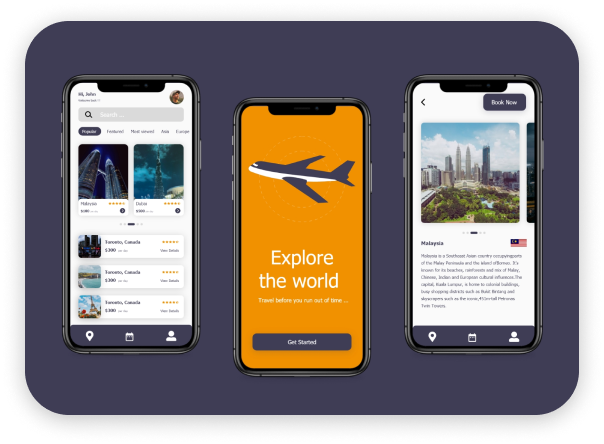 Hi, John
Search ...
Popular
Featured
Most viewed
Asia
Europe
Malaysia
Dubai
Toronto, Canada
$300
View Details
Toronto, Canada
$300
View Details
Toronto, Canada
$300
View Details
Explore
the world
Travel before you run out of time ...
Get Started
Book Now
Malaysia
Malaysia is a Southeast Asian country occupyingparts
of the Malay Peninsula and the island ofBorneo. It's
known for its beaches, rainforests and mix of Malay,
Chinese, Indian and European cultural influences.The
capital, Kuala Lumpur, is home to colonial buildings,
busy shopping districts such as Bukit Bintang and
skyscrapers such as the iconic,451m-tall Petronas
Twin Towers.